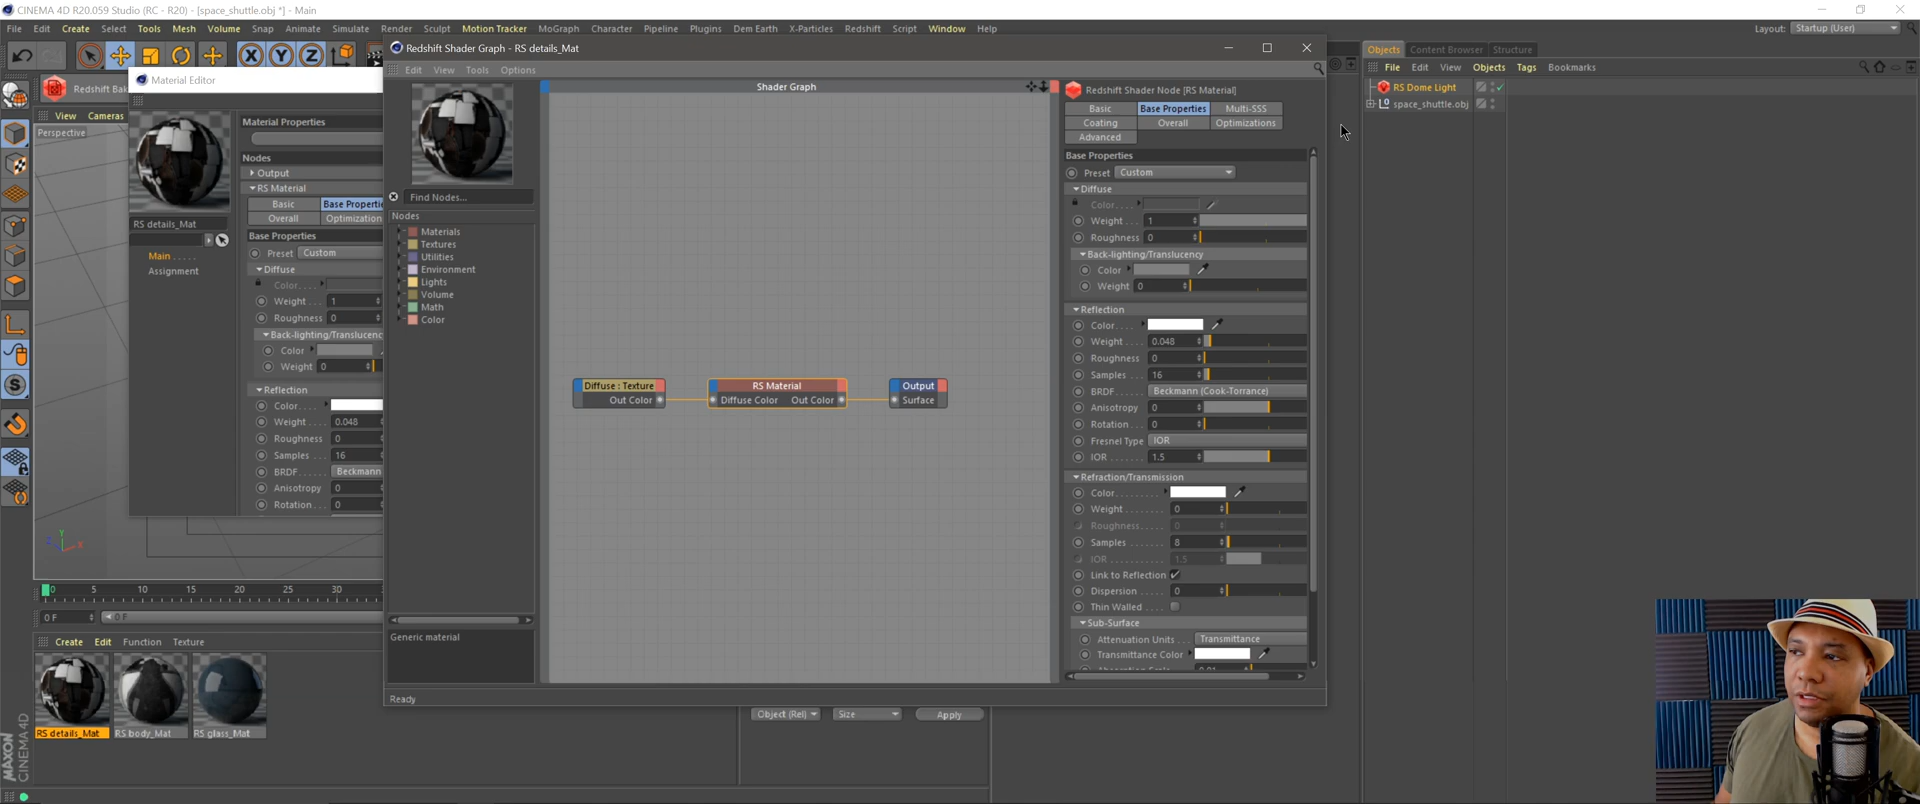 CINEMA 4D R20.059 Studio (RC - R20) - [space_shuttle.obj *] - Main
File Edit Create Select Tools Mesh Volume Snap Animate Simulate Render Sculpt Motion Tracker MoGraph Character Pipeline Plugins Dem Earth X-Particles Redshift Script Window Help
Layout: Startup (User)
Redshift Bak
View Cameras
Perspective
Material Editor
RS details_Mat
Main .....
Assignment
Material Properties
Nodes
Output
RS Material
Basic Base Properti
Overall Optimization
Base Properties
Preset Custom
Diffuse
Color....
Weight ... 1
Roughness 0
Back-lighting/Translucenc
Color
Weight 0
Reflection
Color....
Weight ... 0.048
Roughness 0
Samples ... 16
BRDF...... Beckmann
Anisotropy 0
Rotation... 0
Redshift Shader Graph - RS details_Mat
Edit View Tools Options
Find Nodes...
Nodes
Materials
Textures
Utilities
Environment
Lights
Volume
Math
Color
Generic material
Ready
Shader Graph
Diffuse : Texture
Out Color
RS Material
Diffuse Color Out Color
Output
Surface
Redshift Shader Node [RS Material]
Basic Base Properties Multi-SSS
Coating Overall Optimizations
Advanced
Base Properties
Preset Custom
Diffuse
Color....
Weight .... 1
Roughness 0
Back-lighting/Translucency
Color
Weight 0
Reflection
Color....
Weight.... 0.048
Roughness 0
Samples... 16
BRDF...... Beckmann (Cook-Torrance)
Anisotropy 0
Rotation... 0
Fresnel Type IOR
IOR ....... 1.5
Refraction/Transmission
Color.........
Weight ....... 0
Roughness..... 0
Samples ....... 8
IOR ............ 1.5
Link to Reflection
Dispersion ..... 0
Thin Walled ....
Sub-Surface
Attenuation Units ... Transmittance
Transmittance Color
Objects Content Browser Structure
File Edit View Objects Tags Bookmarks
RS Dome Light
space_shuttle.obj
0 5 10 15 20 25 30
0 F 0 F
Create Edit Function Texture
RS details_Mat RS body_Mat RS glass_Mat
Object (Rel) Size Apply
MAXON
CINEMA 4D
X Y Z